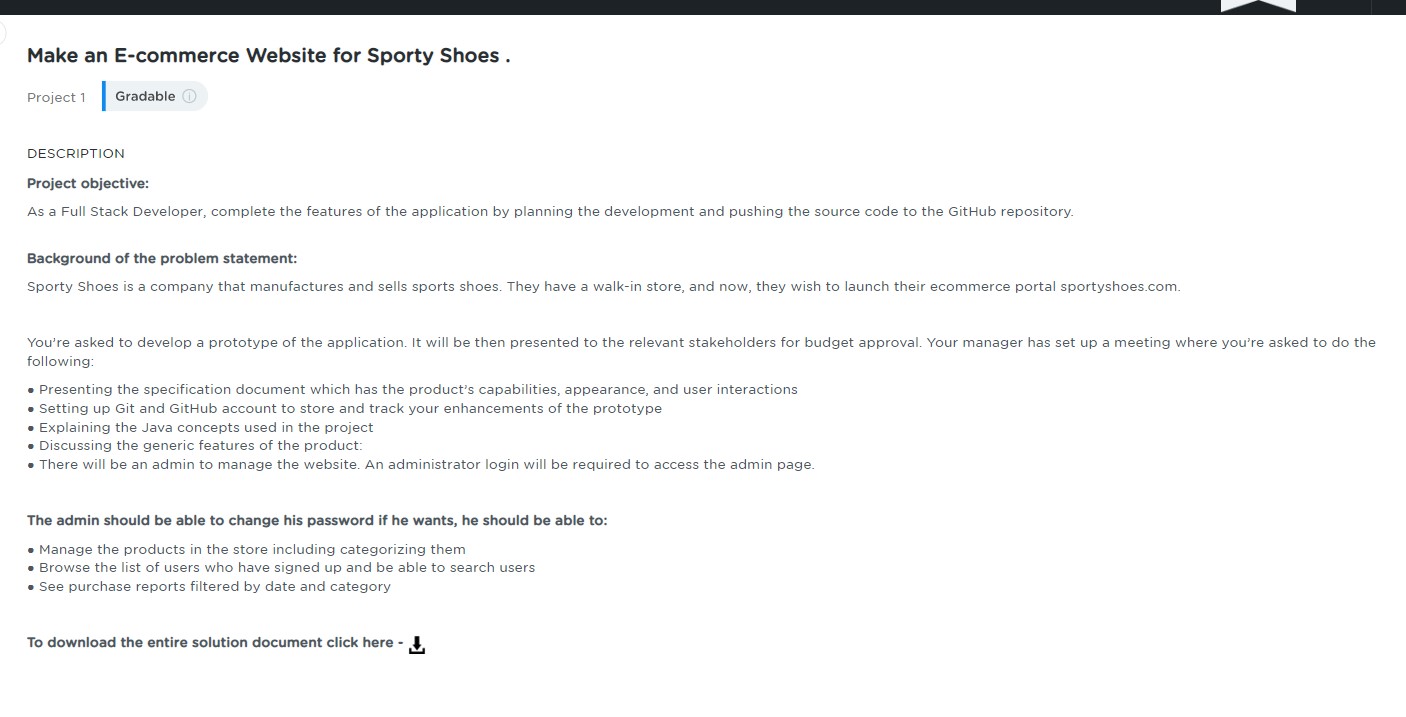 Make an E-commerce Website for Sporty Shoes .
Project 1 Gradable
DESCRIPTION
Project objective:
As a Full Stack Developer, complete the features of the application by planning the development and pushing the source code to the GitHub repository.
Background of the problem statement:
Sporty Shoes is a company that manufactures and sells sports shoes. They have a walk-in store, and now, they wish to launch their ecommerce portal sportyshoes.com.
You’re asked to develop a prototype of the application. It will be then presented to the relevant stakeholders for budget approval. Your manager has set up a meeting where you’re asked to do the
following:
● Presenting the specification document which has the product’s capabilities, appearance, and user interactions
● Setting up Git and GitHub account to store and track your enhancements of the prototype
● Explaining the Java concepts used in the project
● Discussing the generic features of the product:
● There will be an admin to manage the website. An administrator login will be required to access the admin page.
The admin should be able to change his password if he wants, he should be able to:
● Manage the products in the store including categorizing them
● Browse the list of users who have signed up and be able to search users
● See purchase reports filtered by date and category
To download the entire solution document click here -